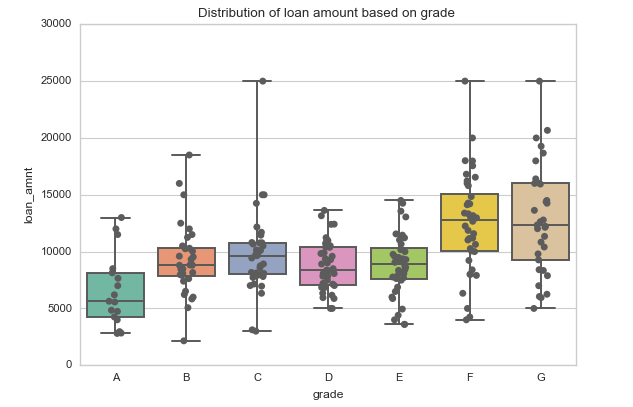 Distribution of loan amount based on grade
30000
25000
20000
15000
10000
5000
0
loan_amnt
A B C D E F G
grade